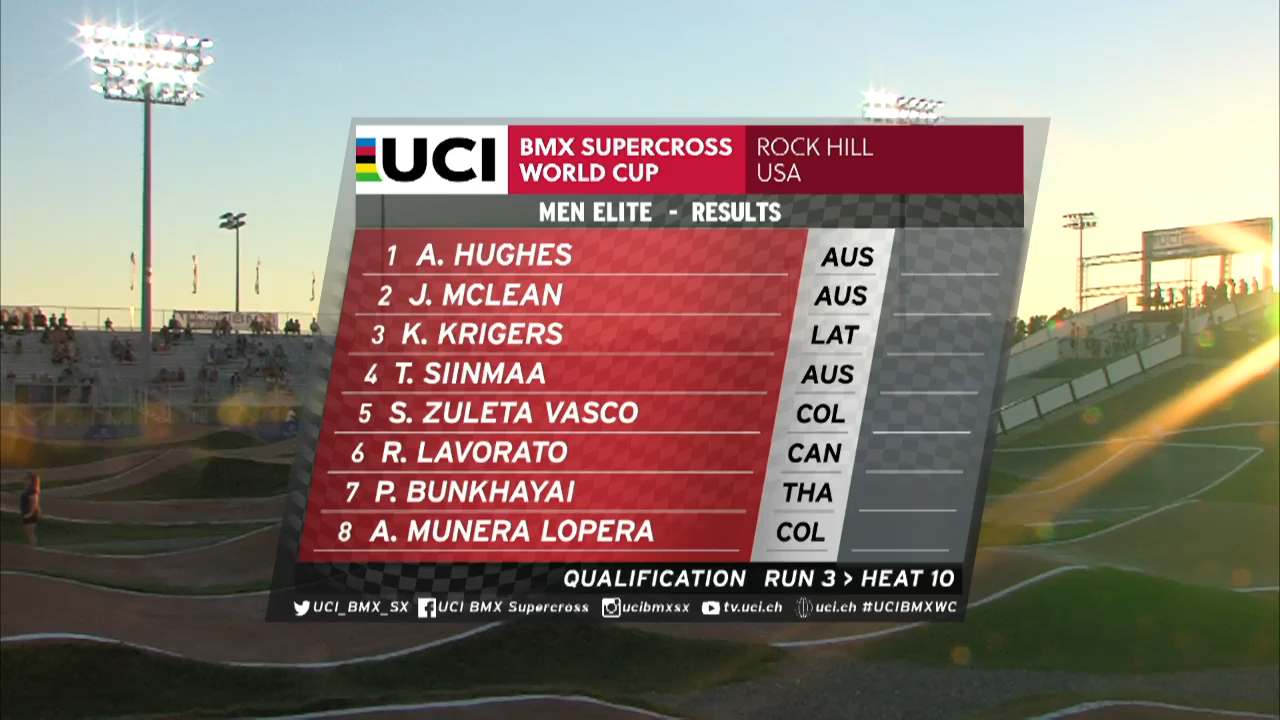 UCI
BMX SUPERCROSS
WORLD CUP
ROCK HILL
USA
MEN ELITE - RESULTS
1 A. HUGHES AUS
2 J. MCLEAN AUS
3 K. KRIGERS LAT
4 T. SIINMAA AUS
5 S. ZULETA VASCO COL
6 R. LAVORATO CAN
7 P. BUNKHAYAI THA
8 A. MUNERA LOPERA COL
QUALIFICATION RUN 3 > HEAT 10
UCI_BMX_SX UCI BMX Supercross ucibmxsx tv.uci.ch uci.ch #UCIBMXWC